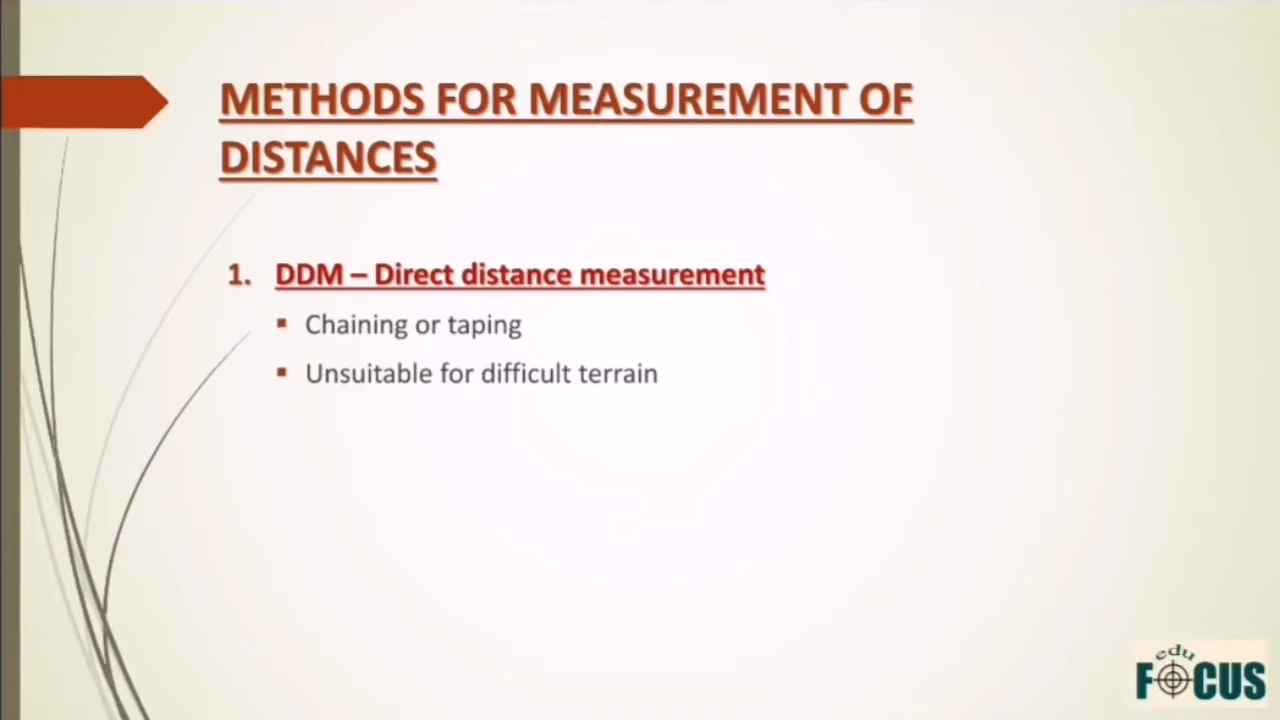 METHODS FOR MEASUREMENT OF
DISTANCES
1. DDM – Direct distance measurement
▪ Chaining or taping
▪ Unsuitable for difficult terrain
edu
FOCUS